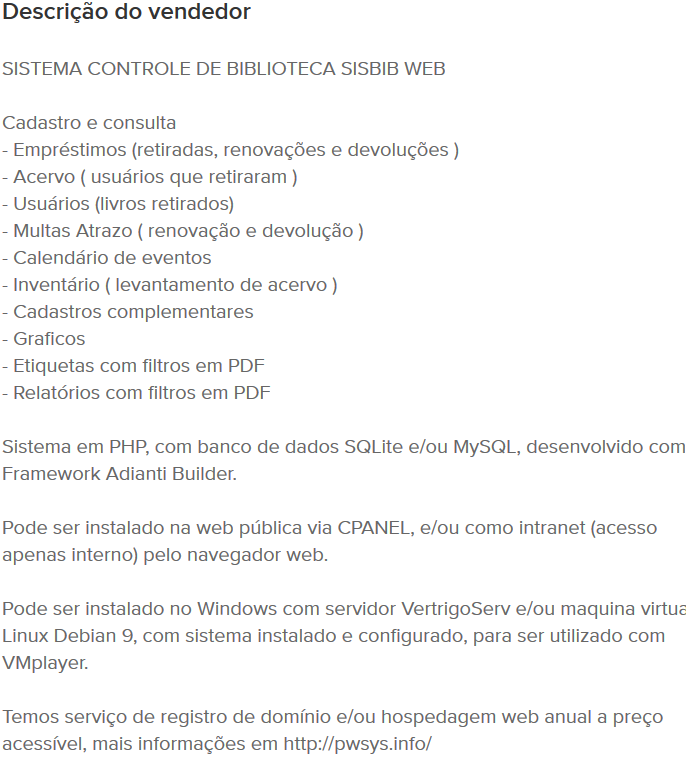 Descrição do vendedor
SISTEMA CONTROLE DE BIBLIOTECA SISBIB WEB
Cadastro e consulta
- Empréstimos (retiradas, renovações e devoluções )
- Acervo ( usuários que retiraram )
- Usuários (livros retirados)
- Multas Atrazo ( renovação e devolução )
- Calendário de eventos
- Inventário ( levantamento de acervo )
- Cadastros complementares
- Graficos
- Etiquetas com filtros em PDF
- Relatórios com filtros em PDF
Sistema em PHP, com banco de dados SQLite e/ou MySQL, desenvolvido com
Framework Adianti Builder.
Pode ser instalado na web pública via CPANEL, e/ou como intranet (acesso
apenas interno) pelo navegador web.
Pode ser instalado no Windows com servidor VertrigoServ e/ou maquina virtua
Linux Debian 9, com sistema instalado e configurado, para ser utilizado com
VMplayer.
Temos serviço de registro de domínio e/ou hospedagem web anual a preço
acessível, mais informações em http://pwsys.info/